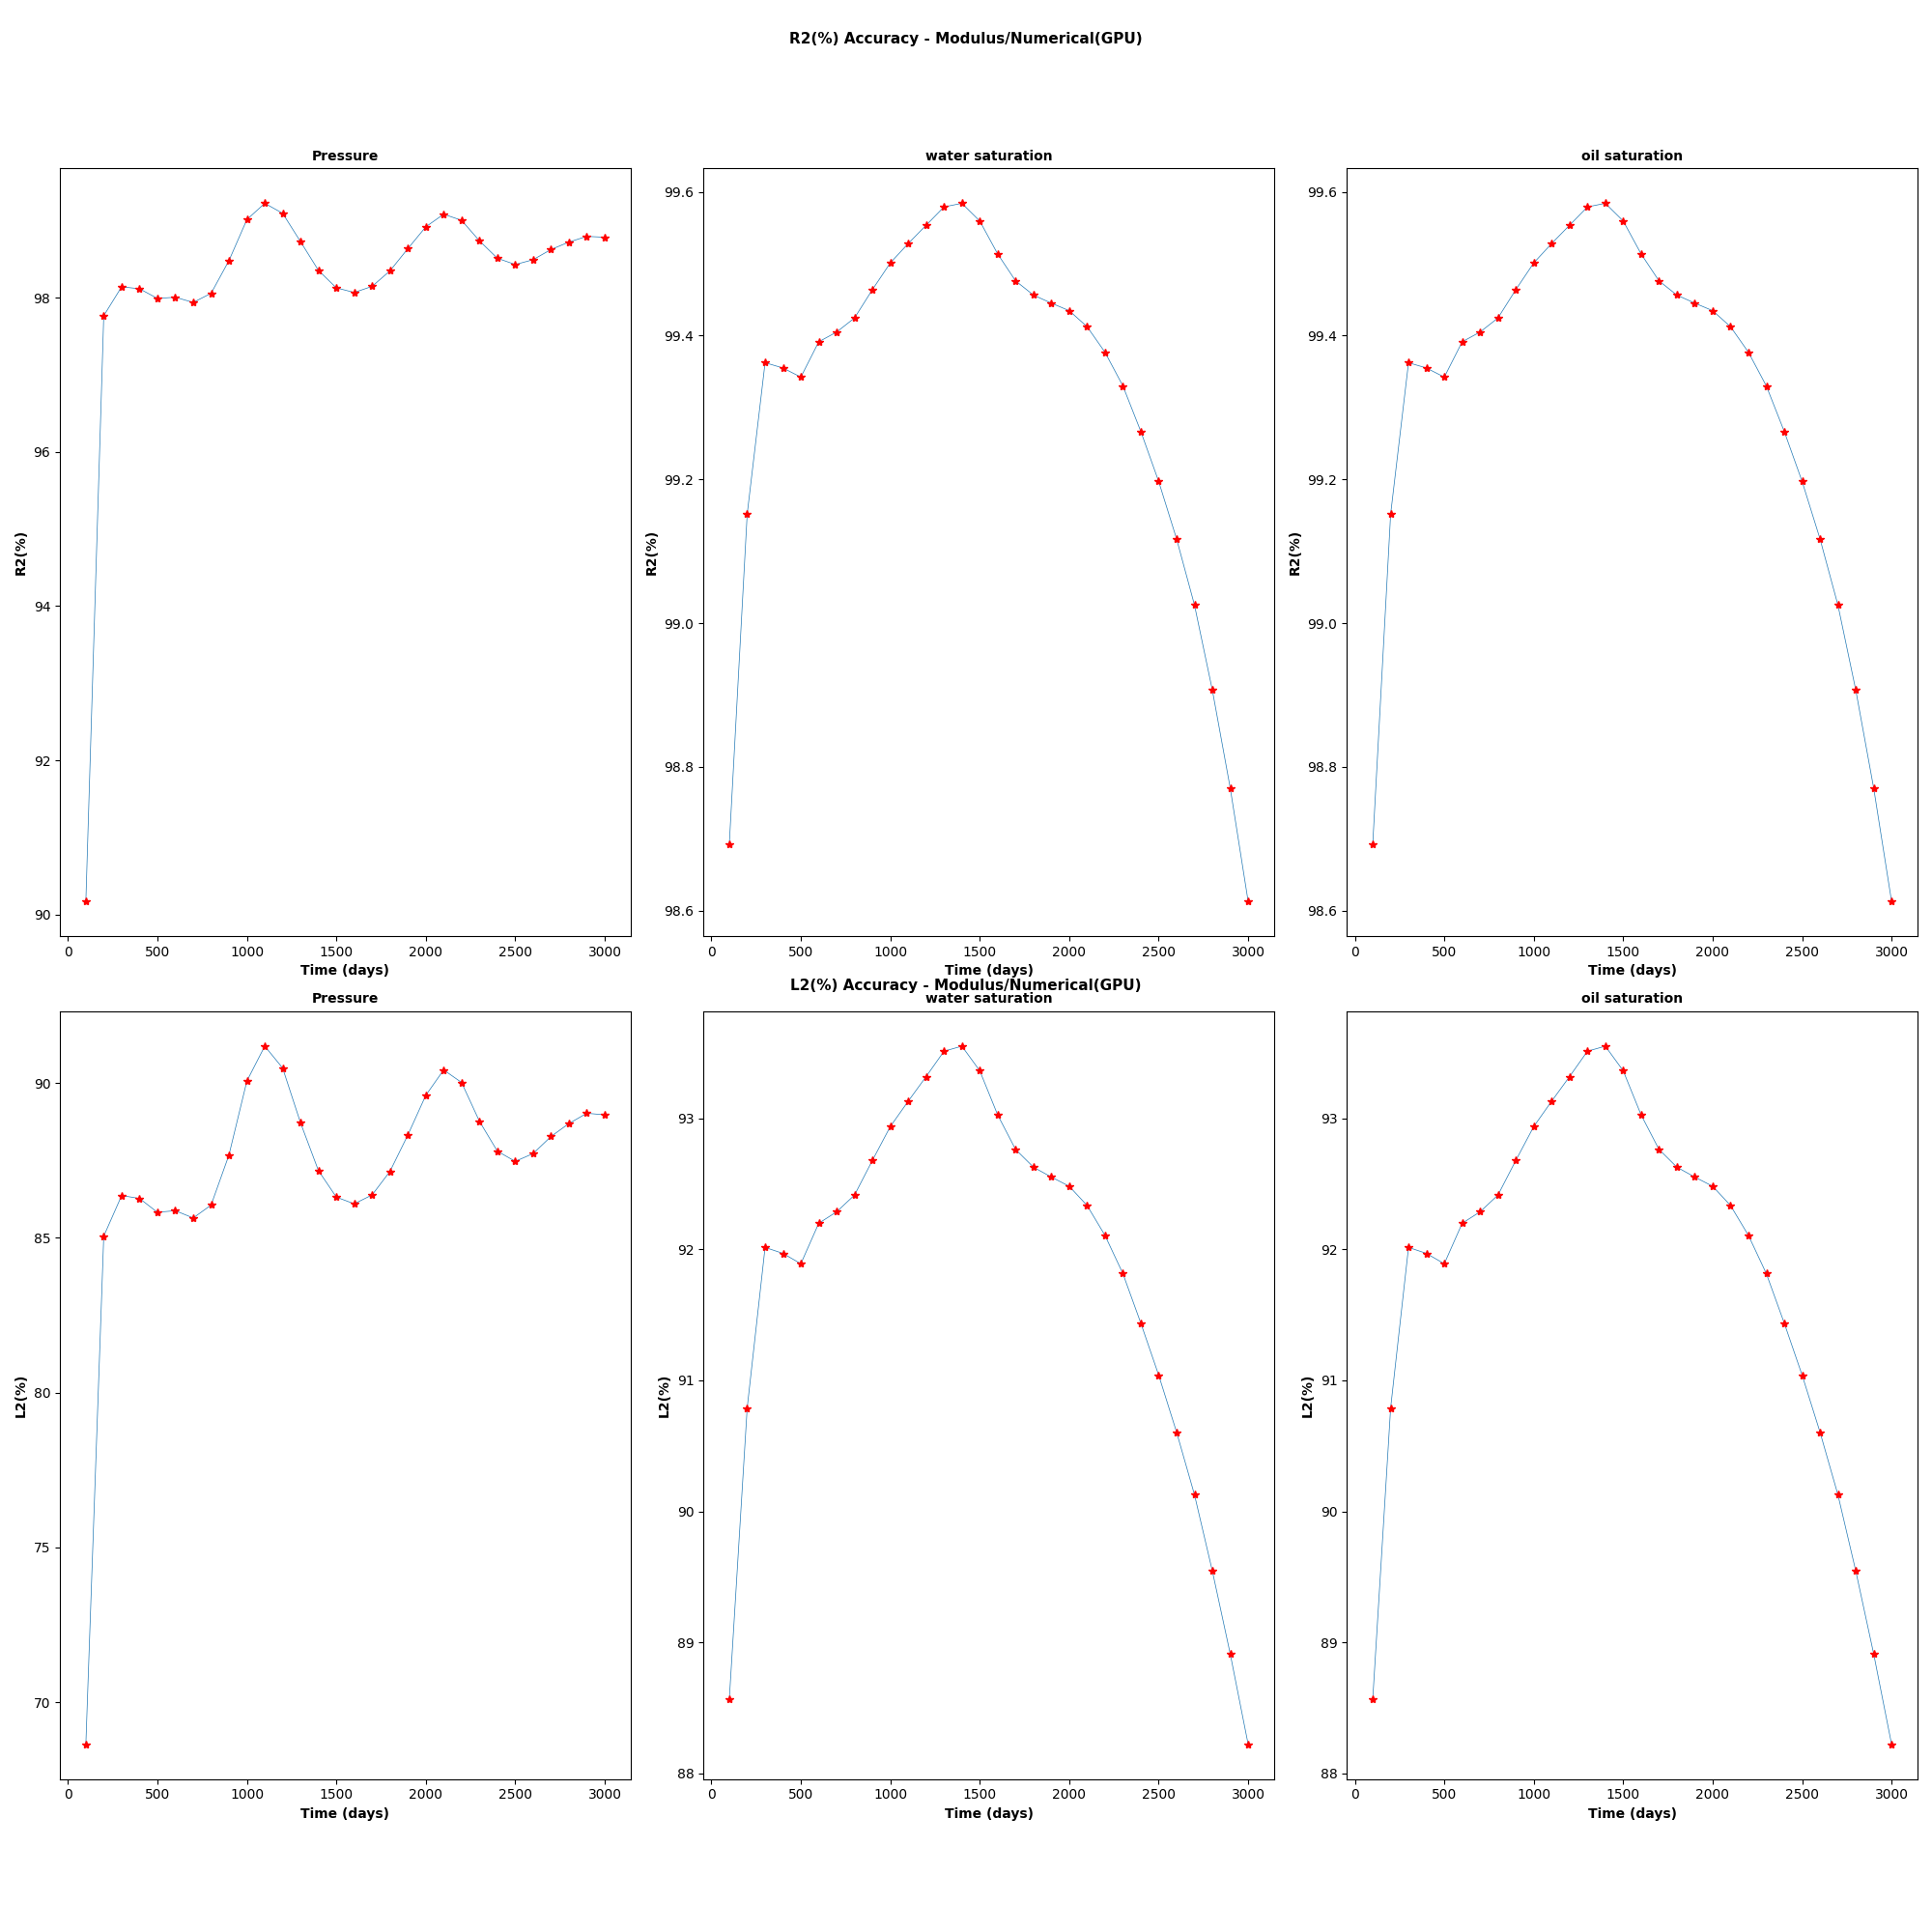 R2(%) Accuracy - Modulus/Numerical(GPU)
Pressure
R2(%)
98
96
94
92
90
0 500 1000 1500 2000 2500 3000
Time (days)
water saturation
R2(%)
99.6
99.4
99.2
99.0
98.8
98.6
0 500 1000 1500 2000 2500 3000
Time (days)
oil saturation
R2(%)
99.6
99.4
99.2
99.0
98.8
98.6
0 500 1000 1500 2000 2500 3000
Time (days)
L2(%) Accuracy - Modulus/Numerical(GPU)
Pressure
L2(%)
90
85
80
75
70
0 500 1000 1500 2000 2500 3000
Time (days)
water saturation
L2(%)
93
92
91
90
89
88
0 500 1000 1500 2000 2500 3000
Time (days)
oil saturation
L2(%)
93
92
91
90
89
88
0 500 1000 1500 2000 2500 3000
Time (days)